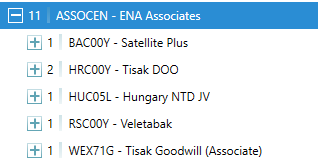 11 ASSOCEN - ENA Associates
1 BAC00Y - Satellite Plus
2 HRC00Y - Tisak DOO
1 HUC05L - Hungary NTD JV
1 RSC00Y - Veletabak
1 WEX71G - Tisak Goodwill (Associate)